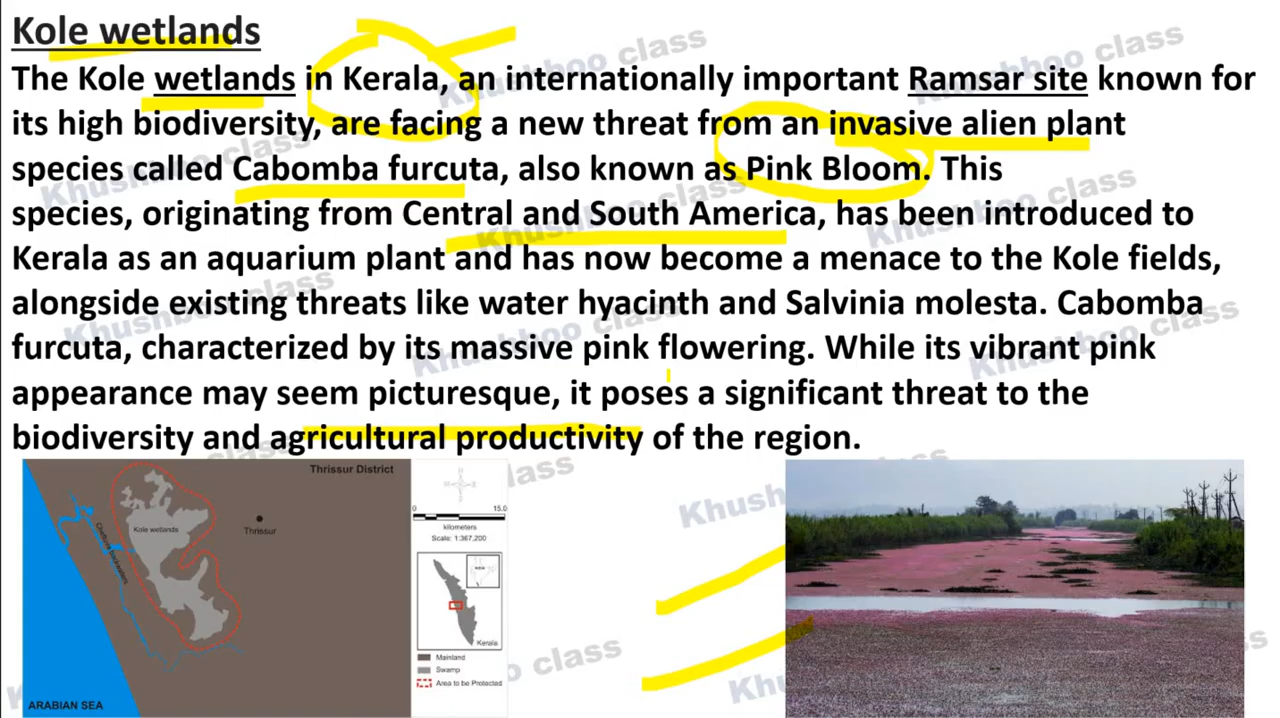 Kole wetlands
The Kole wetlands in Kerala, an internationally important Ramsar site known for
its high biodiversity, are facing a new threat from an invasive alien plant
species called Cabomba furcuta, also known as Pink Bloom. This
species, originating from Central and South America, has been introduced to
Kerala as an aquarium plant and has now become a menace to the Kole fields,
alongside existing threats like water hyacinth and Salvinia molesta. Cabomba
furcuta, characterized by its massive pink flowering. While its vibrant pink
appearance may seem picturesque, it poses a significant threat to the
biodiversity and agricultural productivity of the region.
Thrissur District
Kole wetlands
Thrissur
0 15.0
kilometers
Scale: 1:367,200
INDIA
Kerala
Mainland
Swamp
Area to be Protected
ARABIAN SEA
Khushboo class